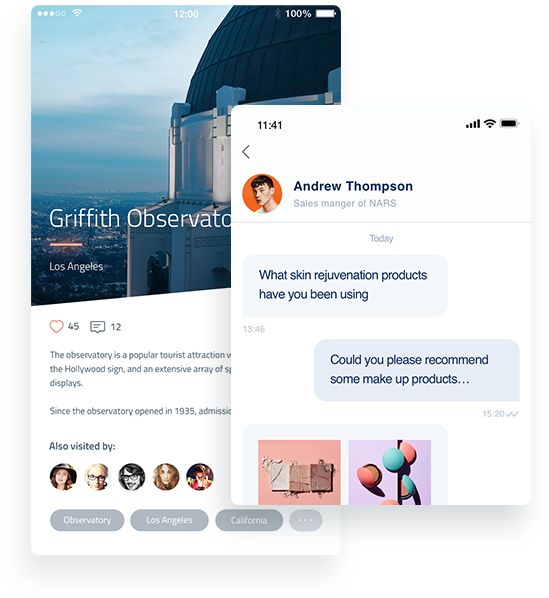 12:00
100%
Griffith Observato
Los Angeles
45
12
The observatory is a popular tourist attraction w
the Hollywood sign, and an extensive array of sp
displays.
Since the observatory opened in 1935, admissio
Also visited by:
Observatory
Los Angeles
California
...
11:41
Andrew Thompson
Sales manger of NARS
Today
What skin rejuvenation products
have you been using
13:46
Could you please recommend
some make up products...
15:20